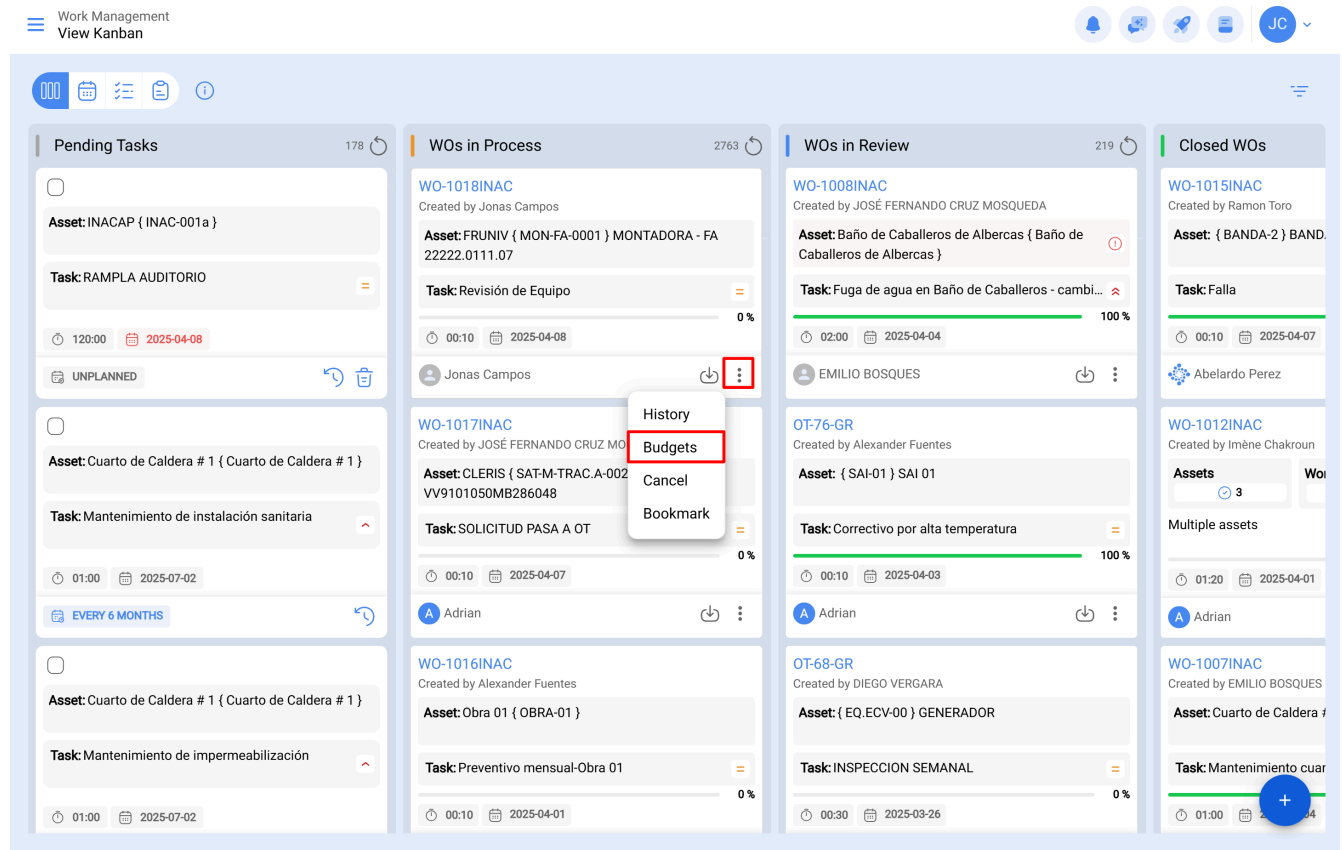 Work Management
View Kanban
JC
Pending Tasks
178
Asset: INACAP { INAC-001a }
Task: RAMPLA AUDITORIO
120:00
2025-04-08
UNPLANNED
Asset: Cuarto de Caldera # 1 { Cuarto de Caldera # 1 }
Task: Mantenimiento de instalación sanitaria
01:00
2025-07-02
EVERY 6 MONTHS
Asset: Cuarto de Caldera # 1 { Cuarto de Caldera # 1 }
Task: Mantenimiento de impermeabilización
01:00
2025-07-02
WOs in Process
2763
WO-1018INAC
Created by Jonas Campos
Asset: FRUNIV { MON-FA-0001 } MONTADORA - FA
22222.0111.07
Task: Revisión de Equipo
0 %
00:10
2025-04-08
Jonas Campos
History
Budgets
Cancel
Bookmark
WO-1017INAC
Created by JOSÉ FERNANDO CRUZ MO
Asset: CLERIS { SAT-M-TRAC.A-002
VV9101050MB286048
Task: SOLICITUD PASA A OT
0 %
00:10
2025-04-07
A Adrian
WO-1016INAC
Created by Alexander Fuentes
Asset: Obra 01 { OBRA-01 }
Task: Preventivo mensual-Obra 01
0 %
00:10
2025-04-01
WOs in Review
219
WO-1008INAC
Created by JOSÉ FERNANDO CRUZ MOSQUEDA
Asset: Baño de Caballeros de Albercas { Baño de
Caballeros de Albercas }
Task: Fuga de agua en Baño de Caballeros - cambi...
100 %
02:00
2025-04-04
EMILIO BOSQUES
OT-76-GR
Created by Alexander Fuentes
Asset: { SAI-01 } SAI 01
Task: Correctivo por alta temperatura
100 %
00:10
2025-04-03
A Adrian
OT-68-GR
Created by DIEGO VERGARA
Asset: { EQ.ECV-00 } GENERADOR
Task: INSPECCION SEMANAL
0 %
00:30
2025-03-26
Closed WOs
WO-1015INAC
Created by Ramon Toro
Asset: { BANDA-2 } BAND
Task: Falla
00:10
2025-04-07
Abelardo Perez
WO-1012INAC
Created by Imène Chakroun
Assets
3
Wor
Multiple assets
01:20
2025-04-01
A Adrian
WO-1007INAC
Created by EMILIO BOSQUES
Asset: Cuarto de Caldera #
Task: Mantenimiento cuar
01:00
2
04
+